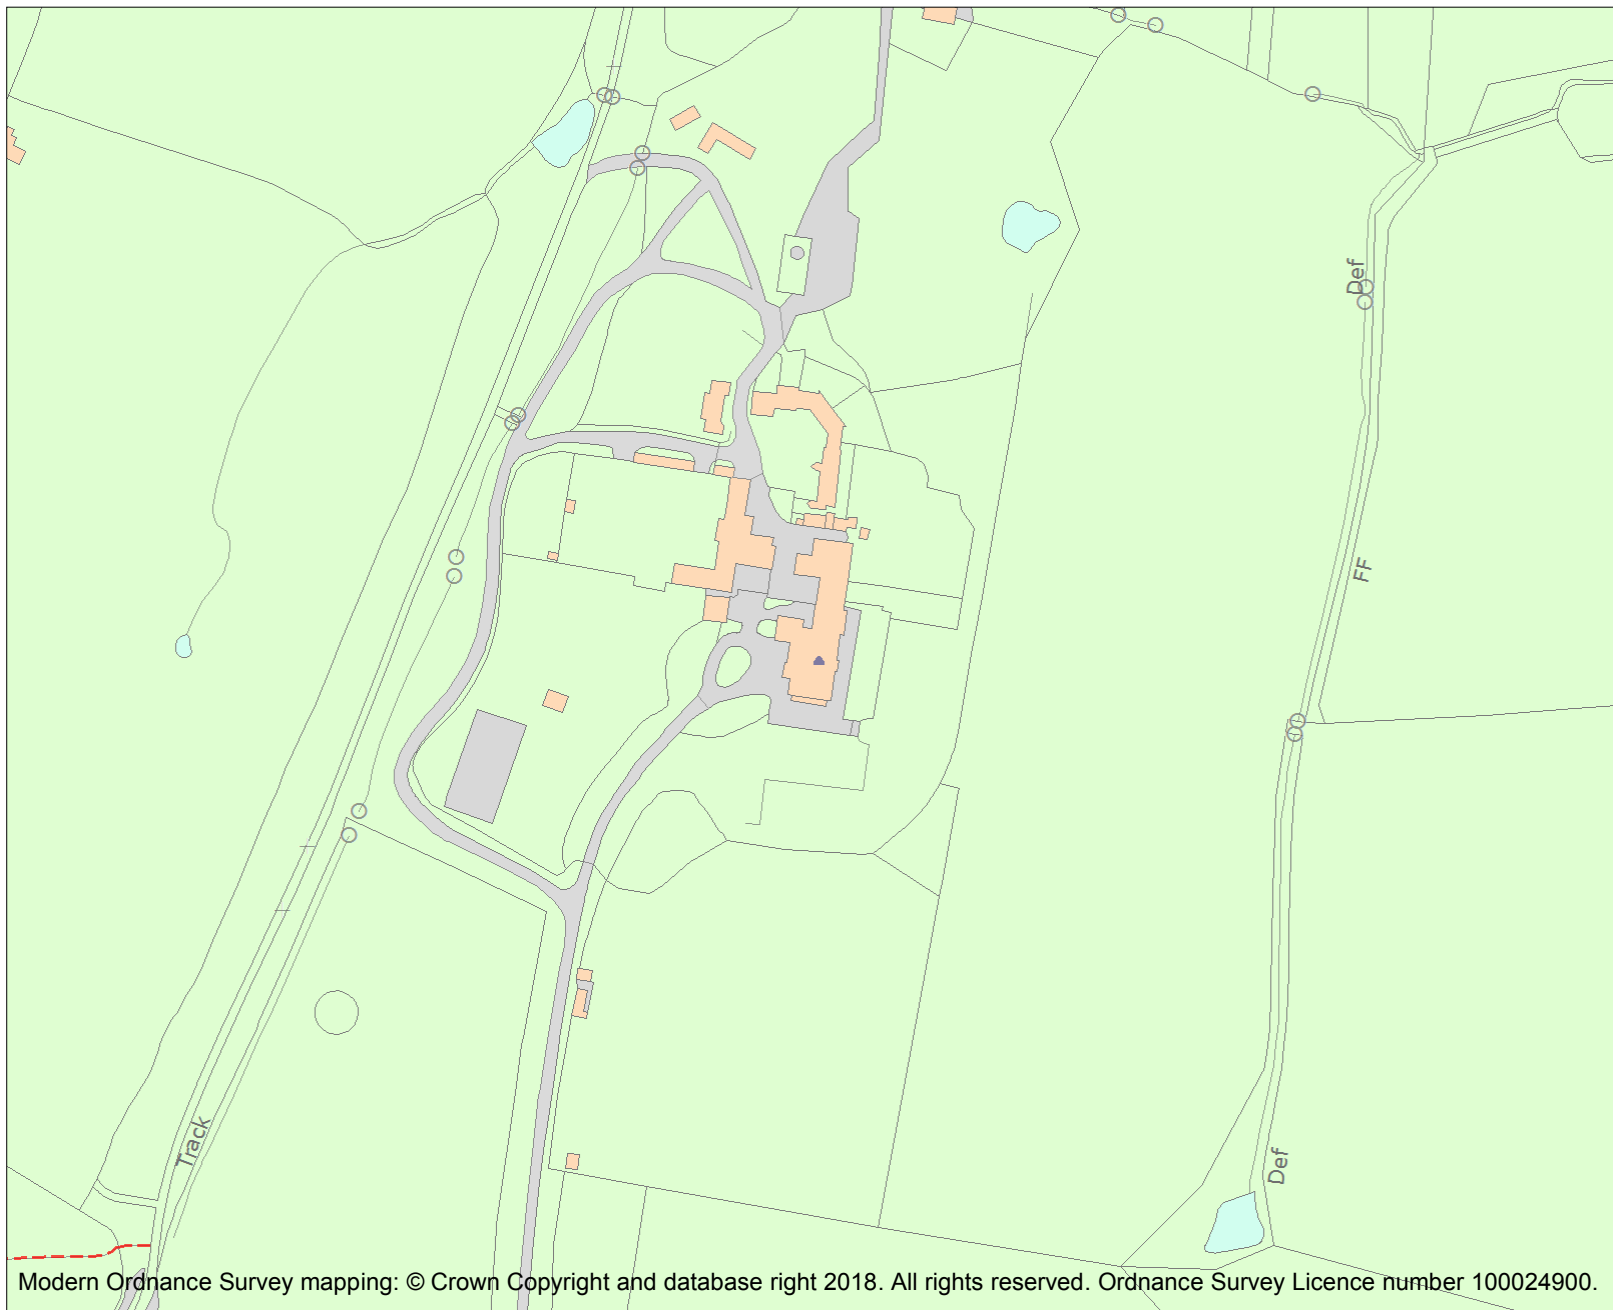 Def
FF
Track
Def
Modern Ordnance Survey mapping: © Crown Copyright and database right 2018. All rights reserved. Ordnance Survey Licence number 100024900.